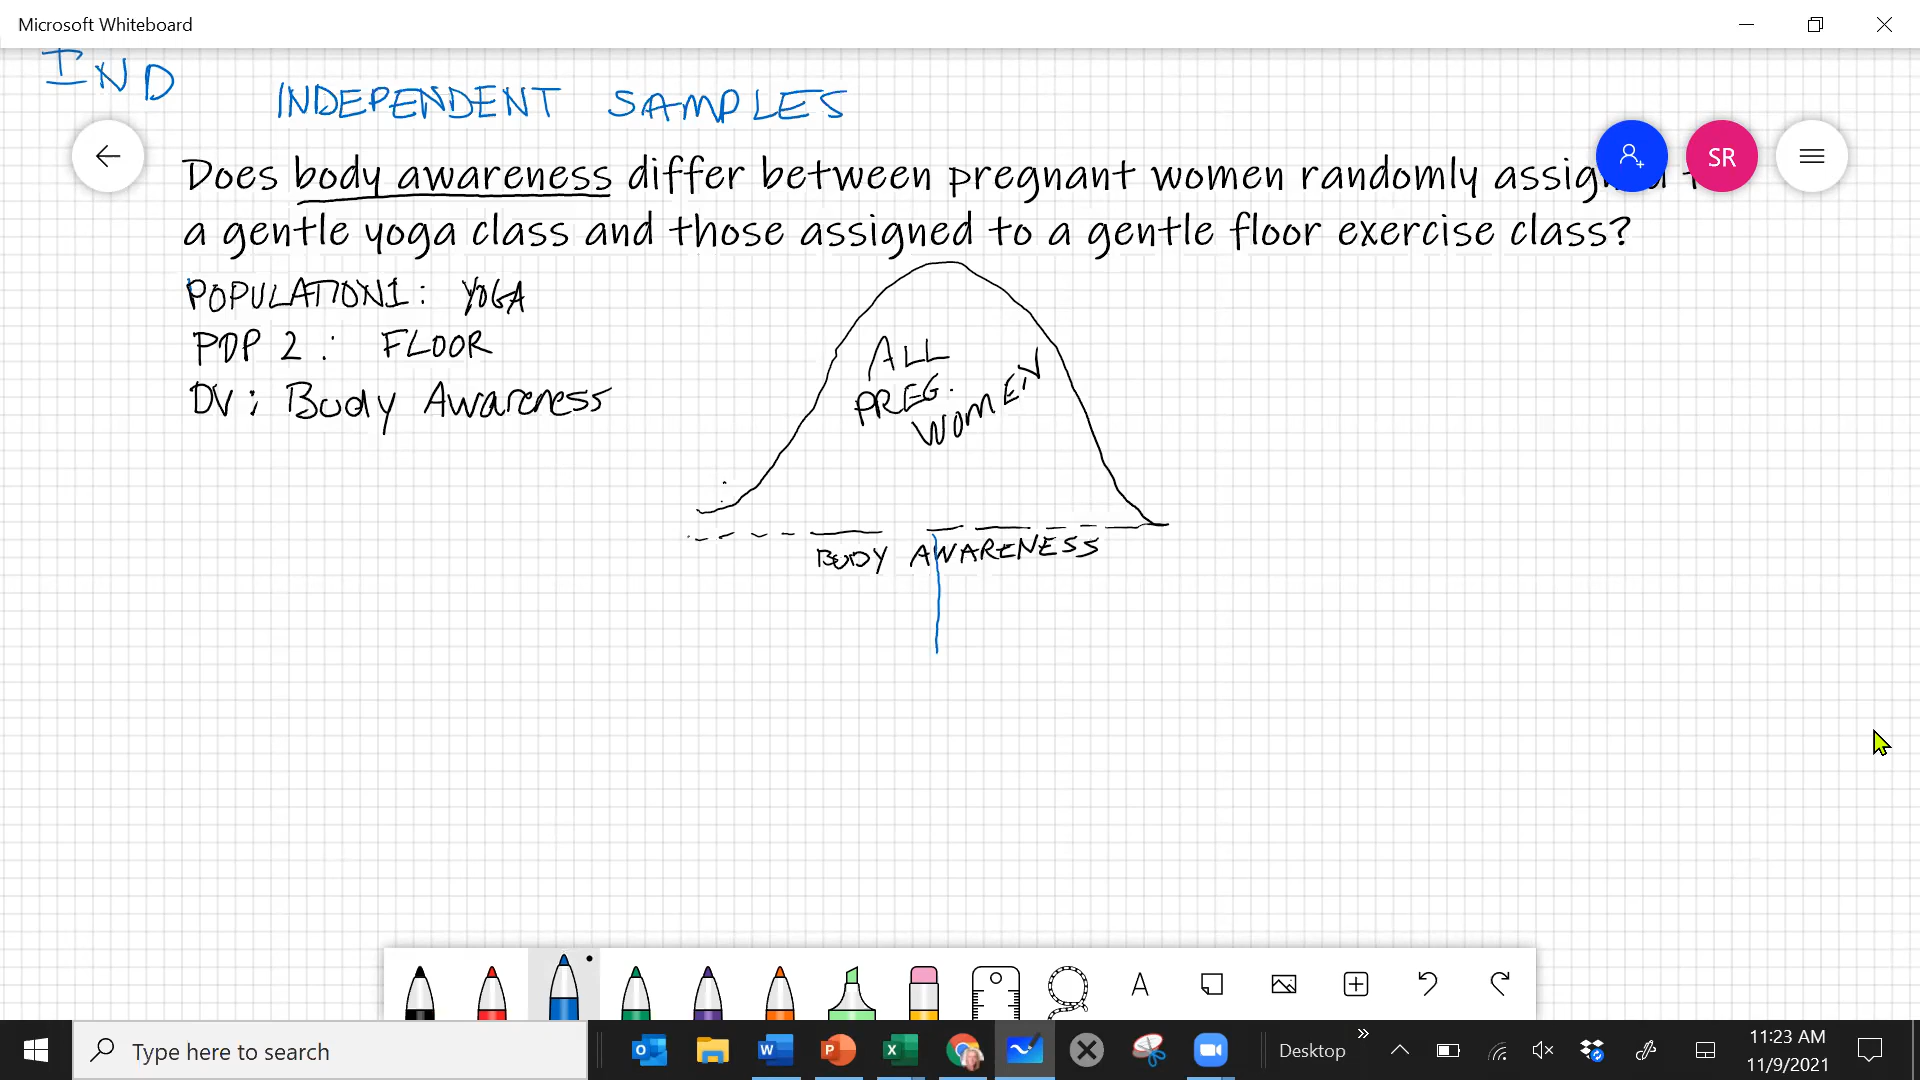 Microsoft Whiteboard
IND
INDEPENDENT SAMPLES
SR
Does body awareness differ between pregnant women randomly assigned
a gentle yoga class and those assigned to a gentle floor exercise class?
POPULATION1: YOGA
POP 2: FLOOR
DV: Body Awareness
ALL
PREG.
WOMEN
BODY AWARENESS
A
Type here to search
Desktop
11:23 AM
11/9/2021